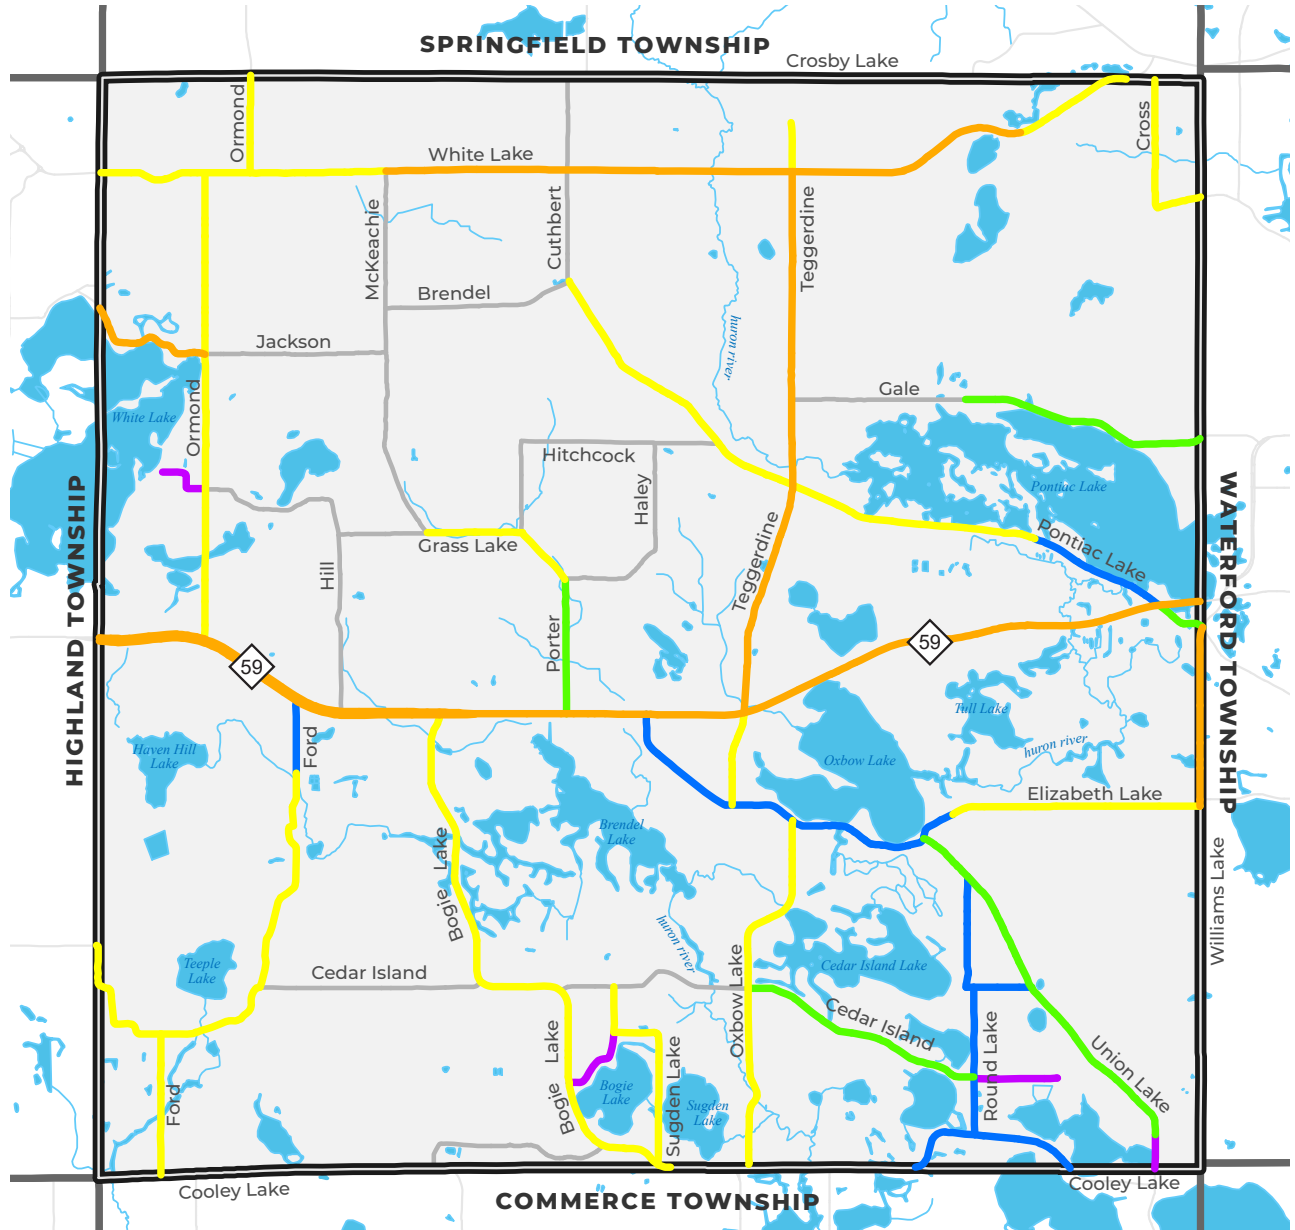 SPRINGFIELD TOWNSHIP
Crosby Lake
Ormond
Cross
White Lake
McKeachie
Cuthbert
Teggerdine
Brendel
huron river
Jackson
Gale
Ormond
White Lake
Hitchcock
Haley
Pontiac Lake
HIGHLAND TOWNSHIP
WATERFORD TOWNSHIP
Grass Lake
Pontiac Lake
Hill
Teggerdine
Porter
59
59
Tull Lake
Ford
Haven Hill
Lake
huron river
Oxbow Lake
Elizabeth Lake
Brendel
Lake
Bogie Lake
Williams Lake
huron river
Teeple
Lake
Cedar Island
Oxbow Lake
Cedar Island Lake
Cedar Island
Bogie Lake
Sugden Lake
Round Lake
Union Lake
Ford
Bogie
Lake
Sugden
Lake
Cooley Lake
Cooley Lake
COMMERCE TOWNSHIP